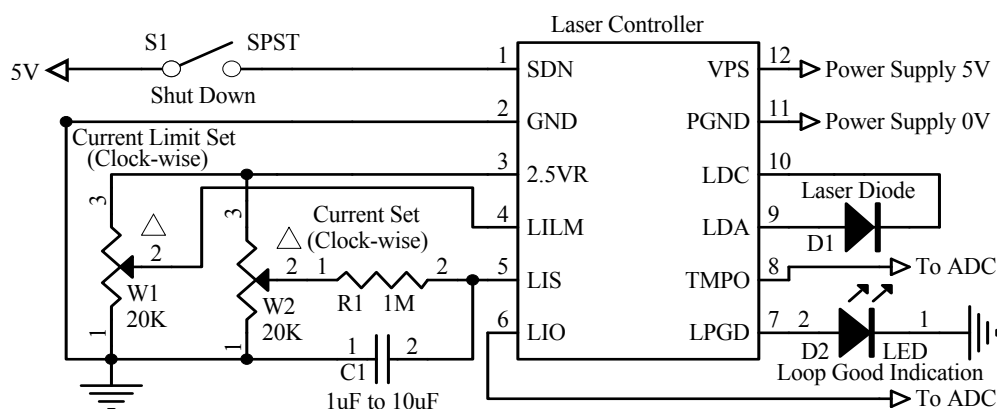 Laser Controller
S1 SPST
5V
Shut Down
1 SDN VPS 12 Power Supply 5V
2 GND PGND 11 Power Supply 0V
Current Limit Set
(Clock-wise)
3 2.5VR LDC 10
Laser Diode
3 3 Current Set
(Clock-wise)
4 LILM LDA 9 D1
2 2 1 2 5 LIS TMPO 8 To ADC
W1 W2 R1 1M
20K 20K
6 LIO LPGD 7 2 1
1 1 1 2
D2 LED
C1 Loop Good Indication
1uF to 10uF To ADC